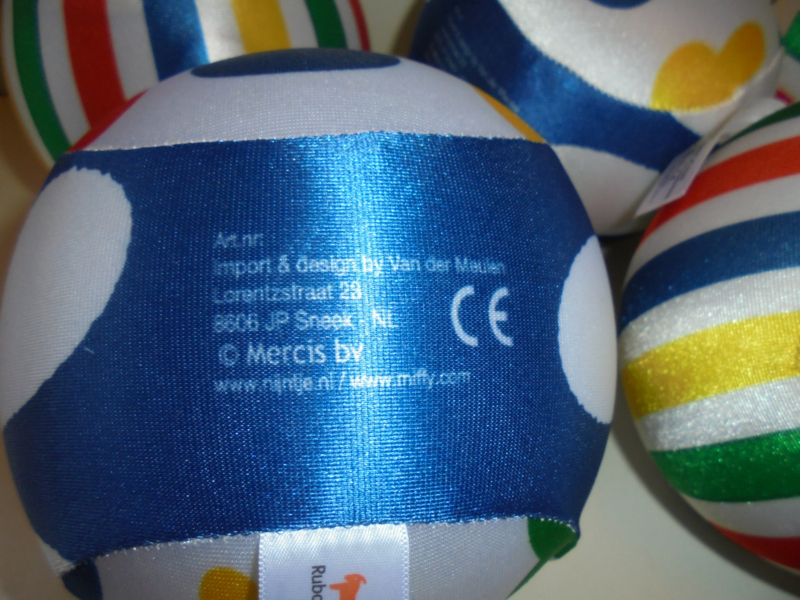 Art.nr:
Import & design by Van der Meulen
Lorentzstraat 23
8606 JP Sneek - NL
CE
© Mercis bv
www.nijntje.nl / www.miffy.com